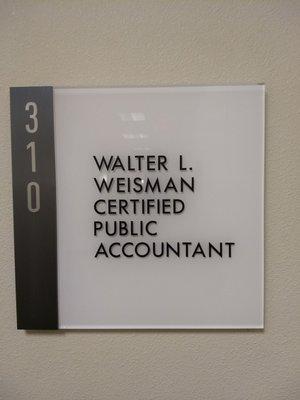 310
WALTER L.
WEISMAN
CERTIFIED
PUBLIC
ACCOUNTANT